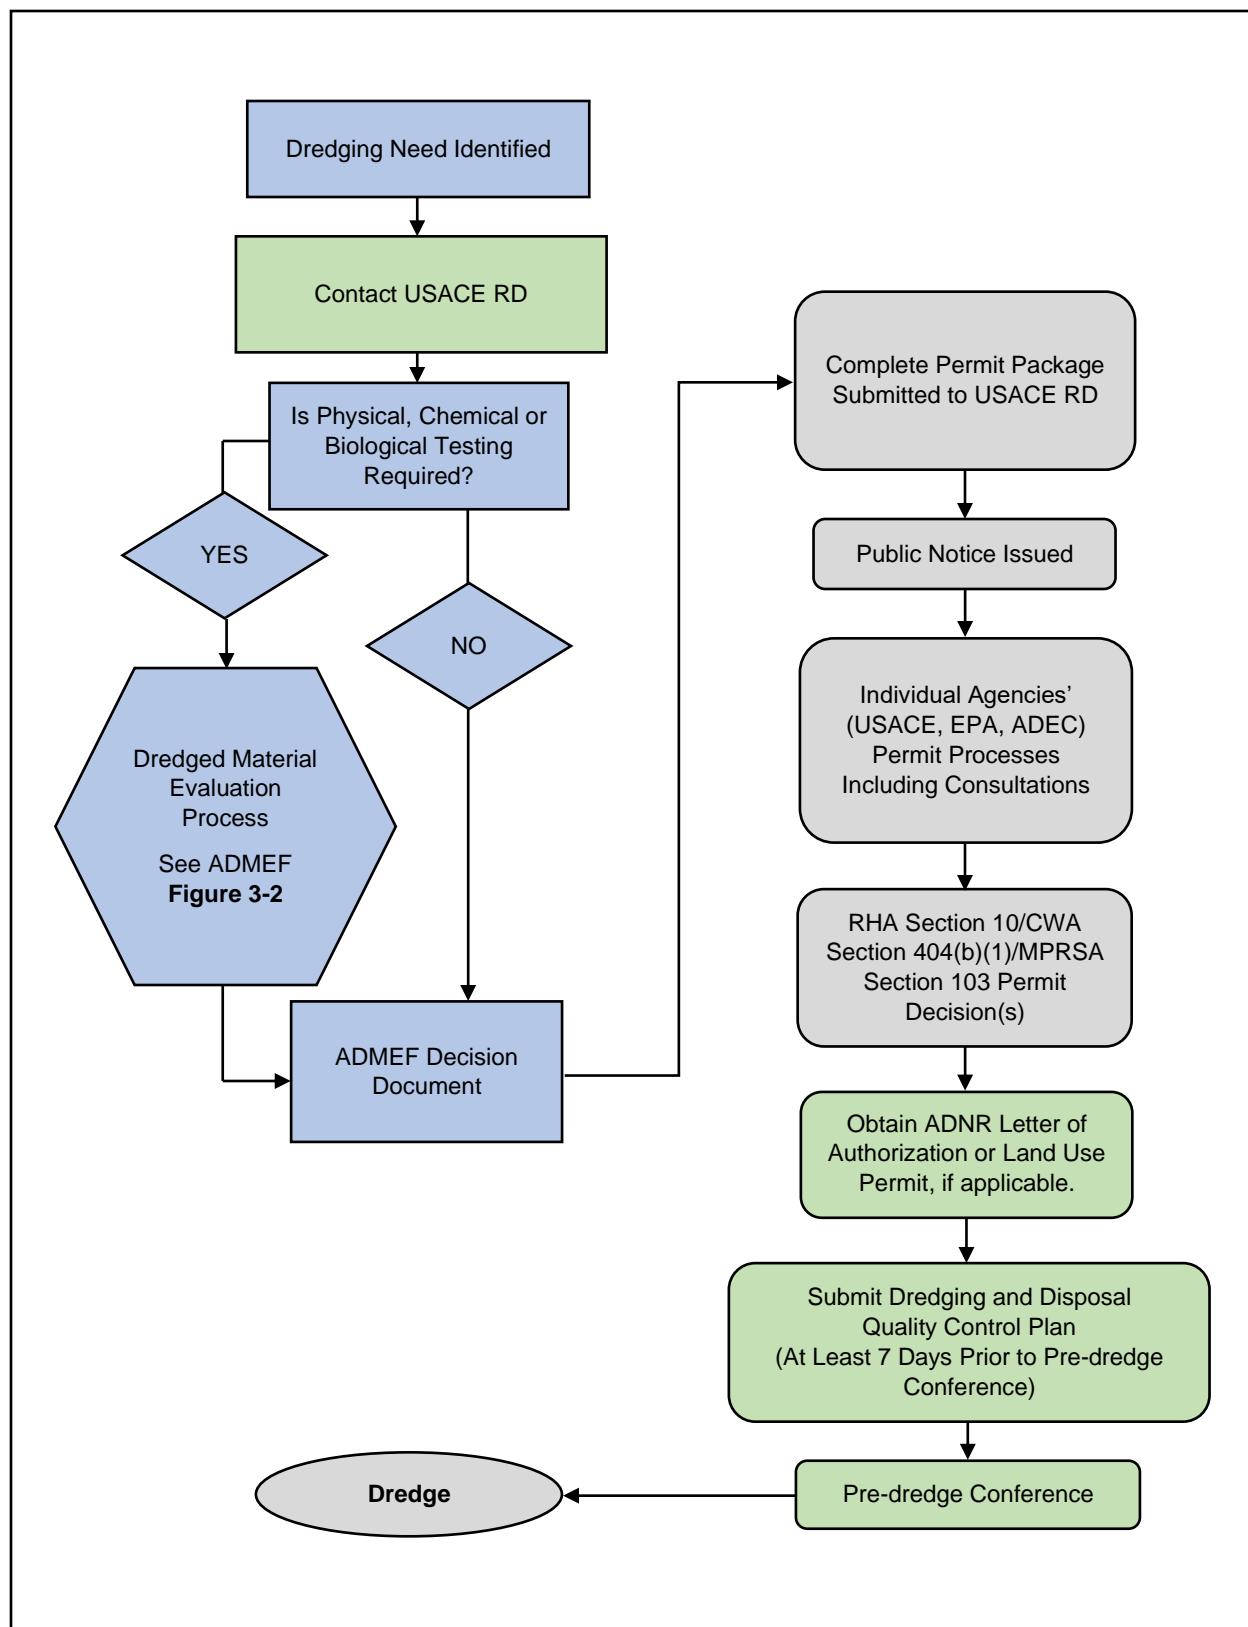 Dredging Need Identified
Contact USACE RD
Is Physical, Chemical or
Biological Testing
Required?
YES
NO
Dredged Material
Evaluation
Process
See ADMEF
Figure 3-2
ADMEF Decision
Document
Complete Permit Package
Submitted to USACE RD
Public Notice Issued
Individual Agencies’
(USACE, EPA, ADEC)
Permit Processes
Including Consultations
RHA Section 10/CWA
Section 404(b)(1)/MPRSA
Section 103 Permit
Decision(s)
Obtain ADNR Letter of
Authorization or Land Use
Permit, if applicable.
Submit Dredging and Disposal
Quality Control Plan
(At Least 7 Days Prior to Pre-dredge
Conference)
Pre-dredge Conference
Dredge